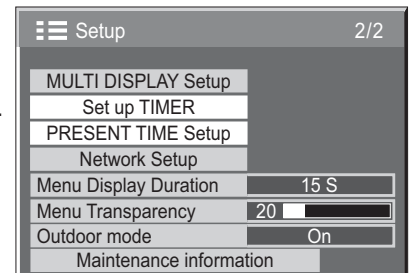 Setup 2/2
MULTI DISPLAY Setup
Set up TIMER
PRESENT TIME Setup
Network Setup
Menu Display Duration 15 S
Menu Transparency 20
Outdoor mode On
Maintenance information